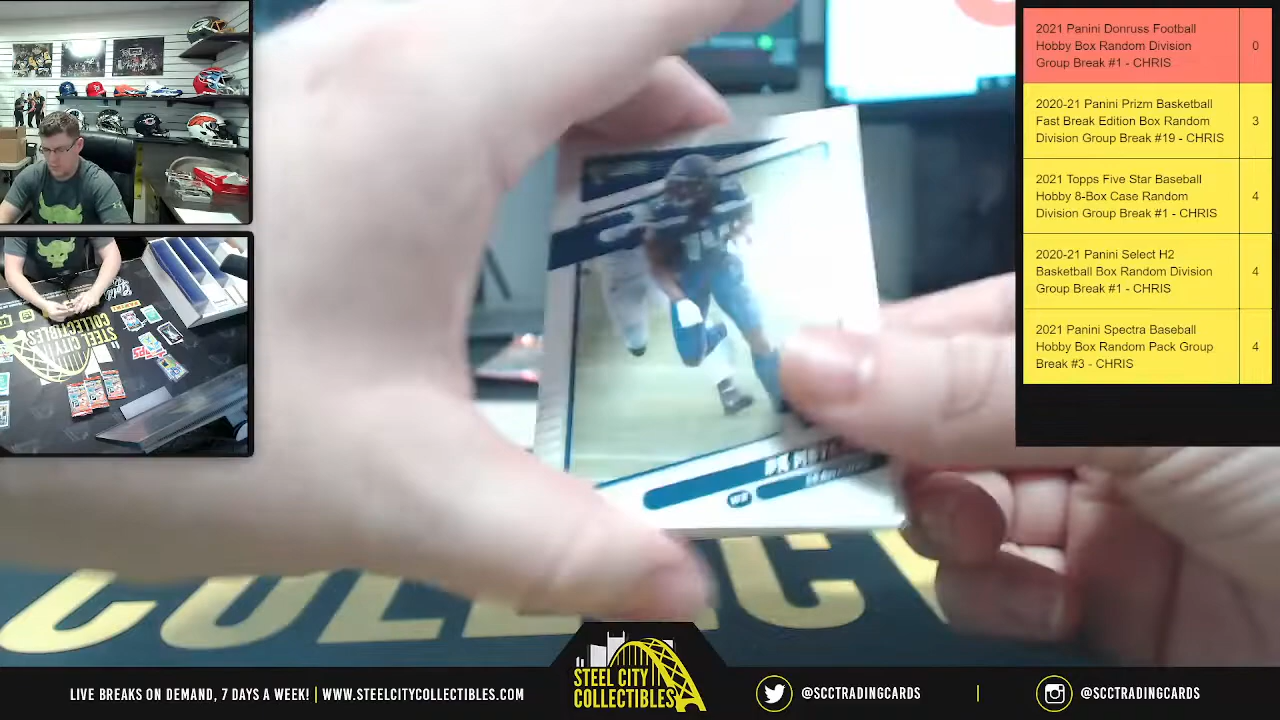 2021 Panini Donruss Football
Hobby Box Random Division
Group Break #1 - CHRIS
0
2020-21 Panini Prizm Basketball
Fast Break Edition Box Random
Division Group Break #19 - CHRIS
3
2021 Topps Five Star Baseball
Hobby 8-Box Case Random
Division Group Break #1 - CHRIS
4
2020-21 Panini Select H2
Basketball Box Random Division
Group Break #1 - CHRIS
4
2021 Panini Spectra Baseball
Hobby Box Random Pack Group
Break #3 - CHRIS
4
STEEL CITY
COLLECTIBLES
WR
LIVE BREAKS ON DEMAND, 7 DAYS A WEEK! | WWW.STEELCITYCOLLECTIBLES.COM
STEEL CITY
COLLECTIBLES
@SCCTRADINGCARDS
@SCCTRADINGCARDS